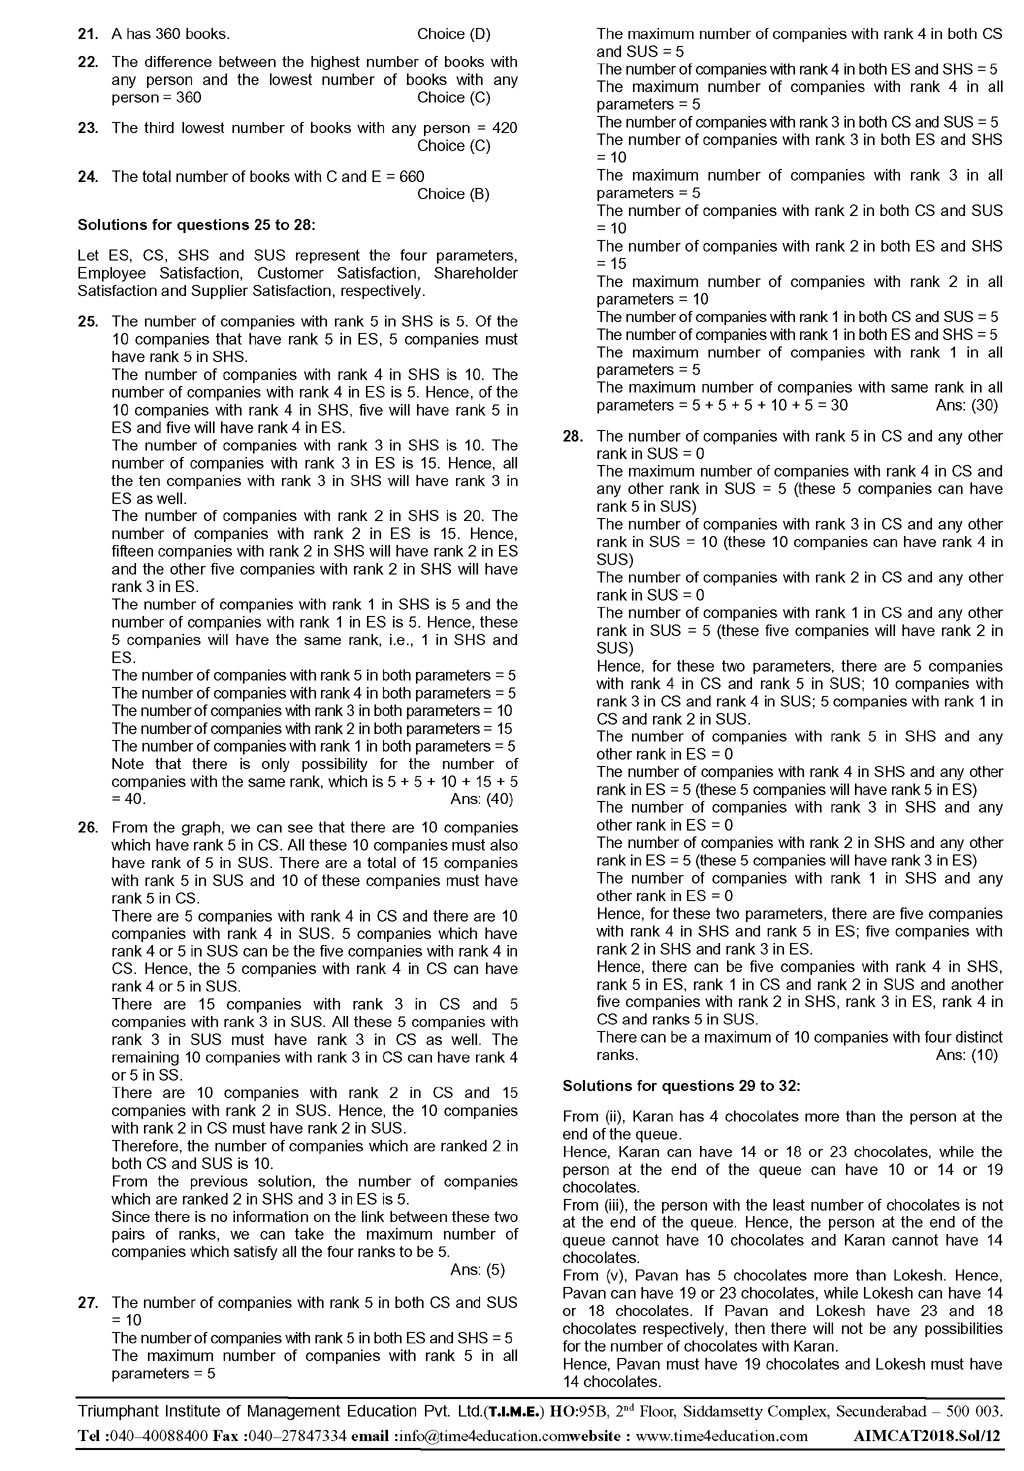 21. A has 360 books. Choice (D)
22. The difference between the highest number of books with
any person and the lowest number of books with any
person = 360 Choice (C)
23. The third lowest number of books with any person = 420
Choice (C)
24. The total number of books with C and E = 660
Choice (B)
Solutions for questions 25 to 28:
Let ES, CS, SHS and SUS represent the four parameters,
Employee Satisfaction, Customer Satisfaction, Shareholder
Satisfaction and Supplier Satisfaction, respectively.
25. The number of companies with rank 5 in SHS is 5. Of the
10 companies that have rank 5 in ES, 5 companies must
have rank 5 in SHS.
The number of companies with rank 4 in SHS is 10. The
number of companies with rank 4 in ES is 5. Hence, of the
10 companies with rank 4 in SHS, five will have rank 5 in
ES and five will have rank 4 in ES.
The number of companies with rank 3 in SHS is 10. The
number of companies with rank 3 in ES is 15. Hence, all
the ten companies with rank 3 in SHS will have rank 3 in
ES as well.
The number of companies with rank 2 in SHS is 20. The
number of companies with rank 2 in ES is 15. Hence,
fifteen companies with rank 2 in SHS will have rank 2 in ES
and the other five companies with rank 2 in SHS will have
rank 3 in ES.
The number of companies with rank 1 in SHS is 5 and the
number of companies with rank 1 in ES is 5. Hence, these
5 companies will have the same rank, i.e., 1 in SHS and
ES.
The number of companies with rank 5 in both parameters = 5
The number of companies with rank 4 in both parameters = 5
The number of companies with rank 3 in both parameters = 10
The number of companies with rank 2 in both parameters = 15
The number of companies with rank 1 in both parameters = 5
Note that there is only possibility for the number of
companies with the same rank, which is 5 + 5 + 10 + 15 + 5
= 40. Ans: (40)
26. From the graph, we can see that there are 10 companies
which have rank 5 in CS. All these 10 companies must also
have rank of 5 in SUS. There are a total of 15 companies
with rank 5 in SUS and 10 of these companies must have
rank 5 in CS.
There are 5 companies with rank 4 in CS and there are 10
companies with rank 4 in SUS. 5 companies which have
rank 4 or 5 in SUS can be the five companies with rank 4 in
CS. Hence, the 5 companies with rank 4 in CS can have
rank 4 or 5 in SUS.
There are 15 companies with rank 3 in CS and 5
companies with rank 3 in SUS. All these 5 companies with
rank 3 in SUS must have rank 3 in CS as well. The
remaining 10 companies with rank 3 in CS can have rank 4
or 5 in SS.
There are 10 companies with rank 2 in CS and 15
companies with rank 2 in SUS. Hence, the 10 companies
with rank 2 in CS must have rank 2 in SUS.
Therefore, the number of companies which are ranked 2 in
both CS and SUS is 10.
From the previous solution, the number of companies
which are ranked 2 in SHS and 3 in ES is 5.
Since there is no information on the link between these two
pairs of ranks, we can take the maximum number of
companies which satisfy all the four ranks to be 5.
Ans: (5)
27. The number of companies with rank 5 in both CS and SUS
= 10
The number of companies with rank 5 in both ES and SHS = 5
The maximum number of companies with rank 5 in all
parameters = 5
The maximum number of companies with rank 4 in both CS
and SUS = 5
The number of companies with rank 4 in both ES and SHS = 5
The maximum number of companies with rank 4 in all
parameters = 5
The number of companies with rank 3 in both CS and SUS = 5
The number of companies with rank 3 in both ES and SHS
= 10
The maximum number of companies with rank 3 in all
parameters = 5
The number of companies with rank 2 in both CS and SUS
= 10
The number of companies with rank 2 in both ES and SHS
= 15
The maximum number of companies with rank 2 in all
parameters = 10
The number of companies with rank 1 in both CS and SUS = 5
The number of companies with rank 1 in both ES and SHS = 5
The maximum number of companies with rank 1 in all
parameters = 5
The maximum number of companies with same rank in all
parameters = 5 + 5 + 5 + 10 + 5 = 30 Ans: (30)
28. The number of companies with rank 5 in CS and any other
rank in SUS = 0
The maximum number of companies with rank 4 in CS and
any other rank in SUS = 5 (these 5 companies can have
rank 5 in SUS)
The number of companies with rank 3 in CS and any other
rank in SUS = 10 (these 10 companies can have rank 4 in
SUS)
The number of companies with rank 2 in CS and any other
rank in SUS = 0
The number of companies with rank 1 in CS and any other
rank in SUS = 5 (these five companies will have rank 2 in
SUS)
Hence, for these two parameters, there are 5 companies
with rank 4 in CS and rank 5 in SUS; 10 companies with
rank 3 in CS and rank 4 in SUS; 5 companies with rank 1 in
CS and rank 2 in SUS.
The number of companies with rank 5 in SHS and any
other rank in ES = 0
The number of companies with rank 4 in SHS and any other
rank in ES = 5 (these 5 companies will have rank 5 in ES)
The number of companies with rank 3 in SHS and any
other rank in ES = 0
The number of companies with rank 2 in SHS and any other
rank in ES = 5 (these 5 companies will have rank 3 in ES)
The number of companies with rank 1 in SHS and any
other rank in ES = 0
Hence, for these two parameters, there are five companies
with rank 4 in SHS and rank 5 in ES; five companies with
rank 2 in SHS and rank 3 in ES.
Hence, there can be five companies with rank 4 in SHS,
rank 5 in ES, rank 1 in CS and rank 2 in SUS and another
five companies with rank 2 in SHS, rank 3 in ES, rank 4 in
CS and ranks 5 in SUS.
There can be a maximum of 10 companies with four distinct
ranks. Ans: (10)
Solutions for questions 29 to 32:
From (ii), Karan has 4 chocolates more than the person at the
end of the queue.
Hence, Karan can have 14 or 18 or 23 chocolates, while the
person at the end of the queue can have 10 or 14 or 19
chocolates.
From (iii), the person with the least number of chocolates is not
at the end of the queue. Hence, the person at the end of the
queue cannot have 10 chocolates and Karan cannot have 14
chocolates.
From (v), Pavan has 5 chocolates more than Lokesh. Hence,
Pavan can have 19 or 23 chocolates, while Lokesh can have 14
or 18 chocolates. If Pavan and Lokesh have 23 and 18
chocolates respectively, then there will not be any possibilities
for the number of chocolates with Karan.
Hence, Pavan must have 19 chocolates and Lokesh must have
14 chocolates.
Triumphant Institute of Management Education Pvt. Ltd.(T.I.M.E.) HO:95B, 2nd Floor, Siddamsetty Complex, Secunderabad – 500 003.
Tel :040–40088400 Fax :040–27847334 email :info@time4education.comwebsite : www.time4education.com AIMCAT2018.Sol/12